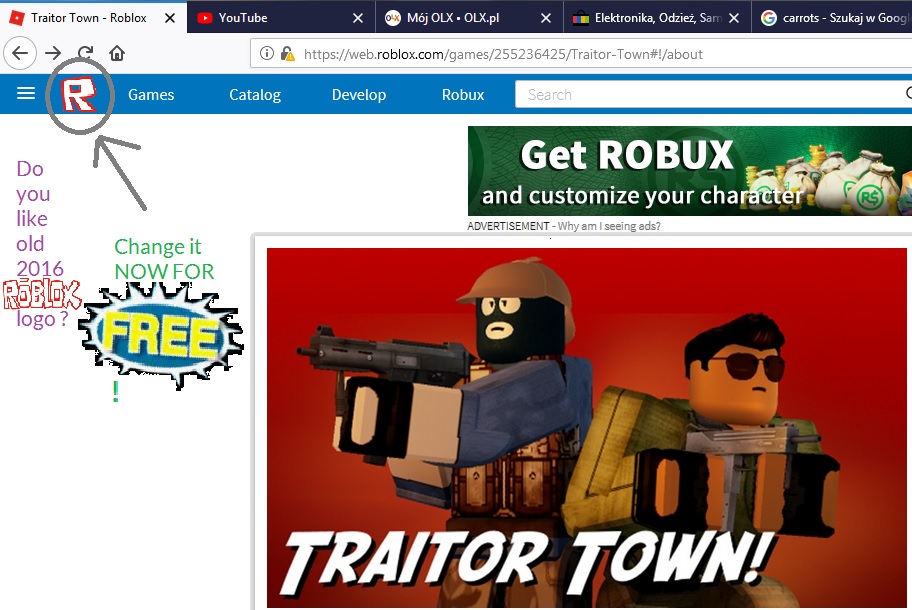 Traitor Town - Roblox
YouTube
Mój OLX • OLX.pl
Elektronika, Odzież, Sam
carrots - Szukaj w Googl
https://web.roblox.com/games/255236425/Traitor-Town#!/about
R
Games
Catalog
Develop
Robux
Search
Get ROBUX
and customize your character
R$
ADVERTISEMENT - Why am I seeing ads?
Do
you
like
old
2016
ROBLOX
logo ?
Change it
NOW FOR
FREE
!
TRAITOR TOWN!